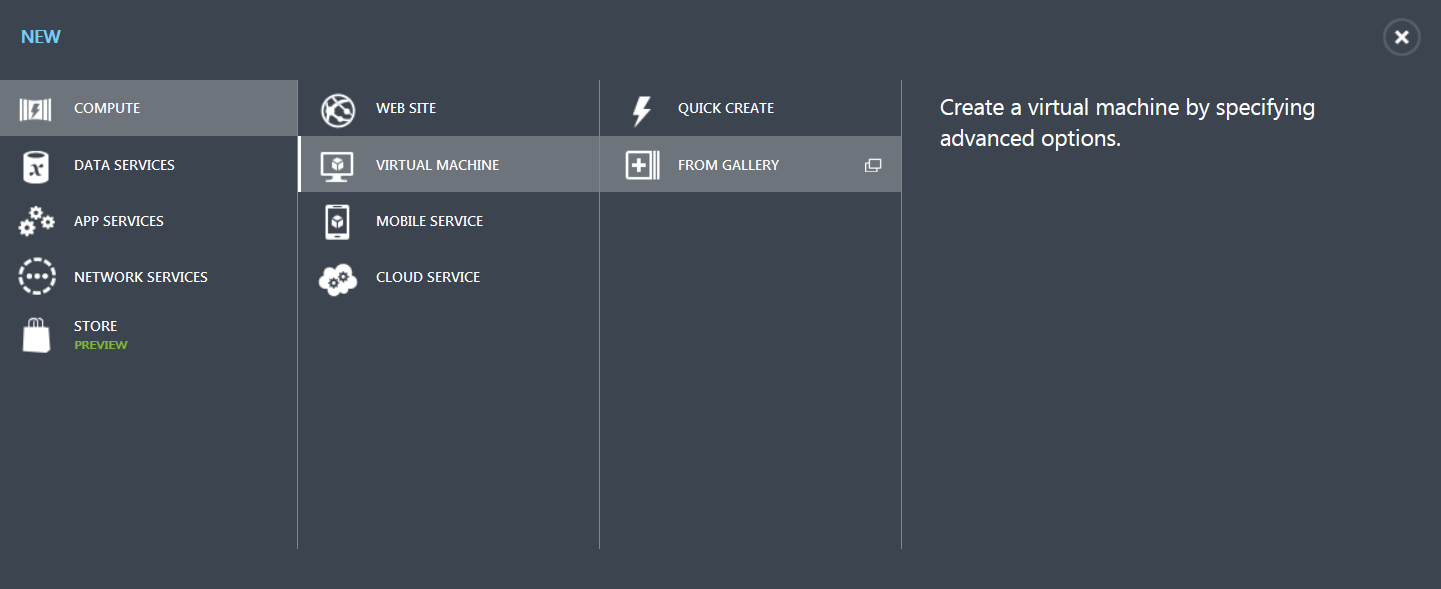 NEW
COMPUTE
DATA SERVICES
APP SERVICES
NETWORK SERVICES
STORE
PREVIEW
WEB SITE
VIRTUAL MACHINE
MOBILE SERVICE
CLOUD SERVICE
QUICK CREATE
FROM GALLERY
Create a virtual machine by specifying
advanced options.